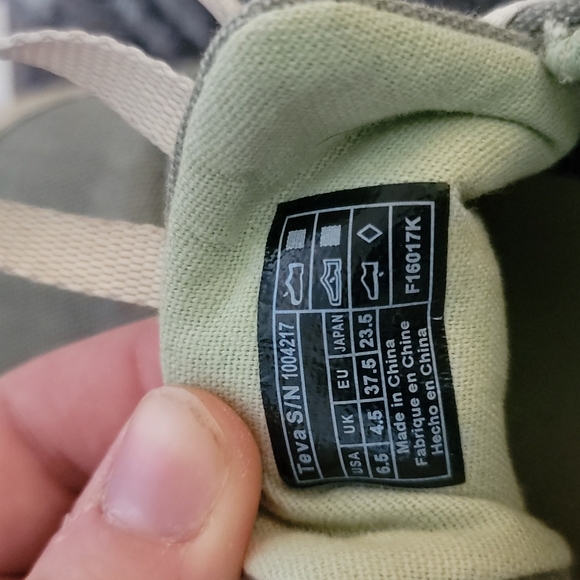 Teva S/N 1004217
USA UK EU JAPAN
6.5 4.5 37.5 23.5
Made in China
Fabrique en Chine
Hecho en China
F16017K